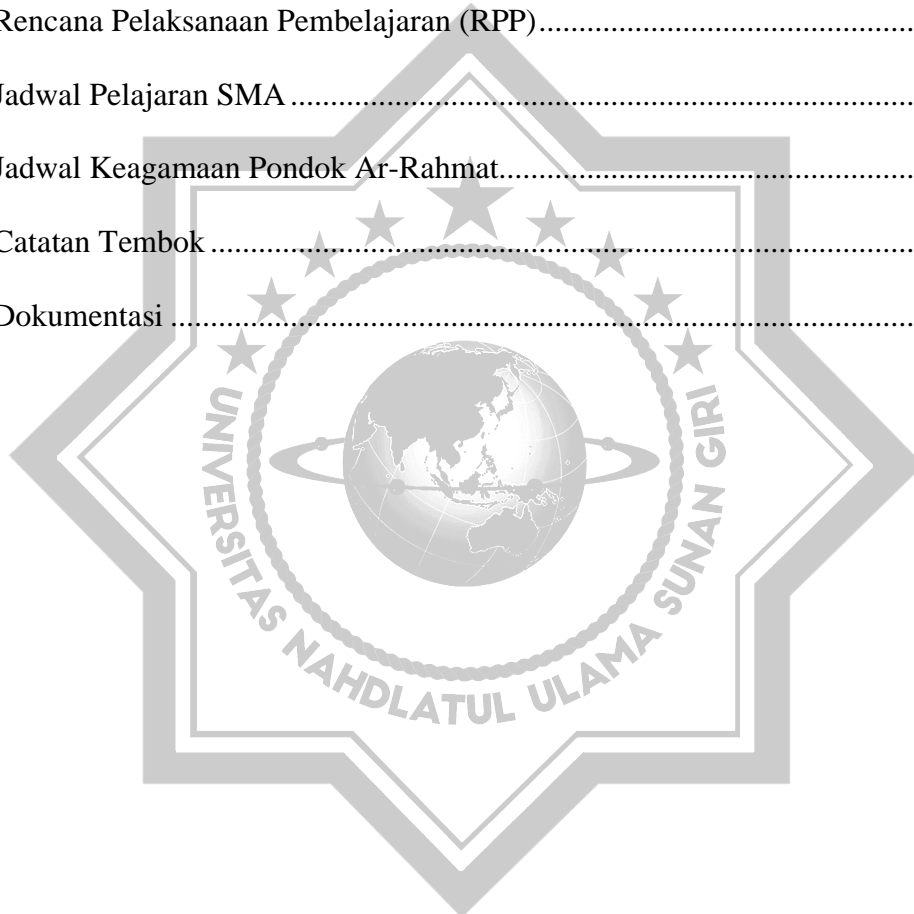 Rencana Pelaksanaan Pembelajaran (RPP)................................................
Jadwal Pelajaran SMA................................................................................
Jadwal Keagamaan Pondok Ar-Rahmat.....................................................
Catatan Tembok..........................................................................................
Dokumentasi...............................................................................................
UNIVERSITAS NAHDLATUL ULAMA SUNAN GIRI